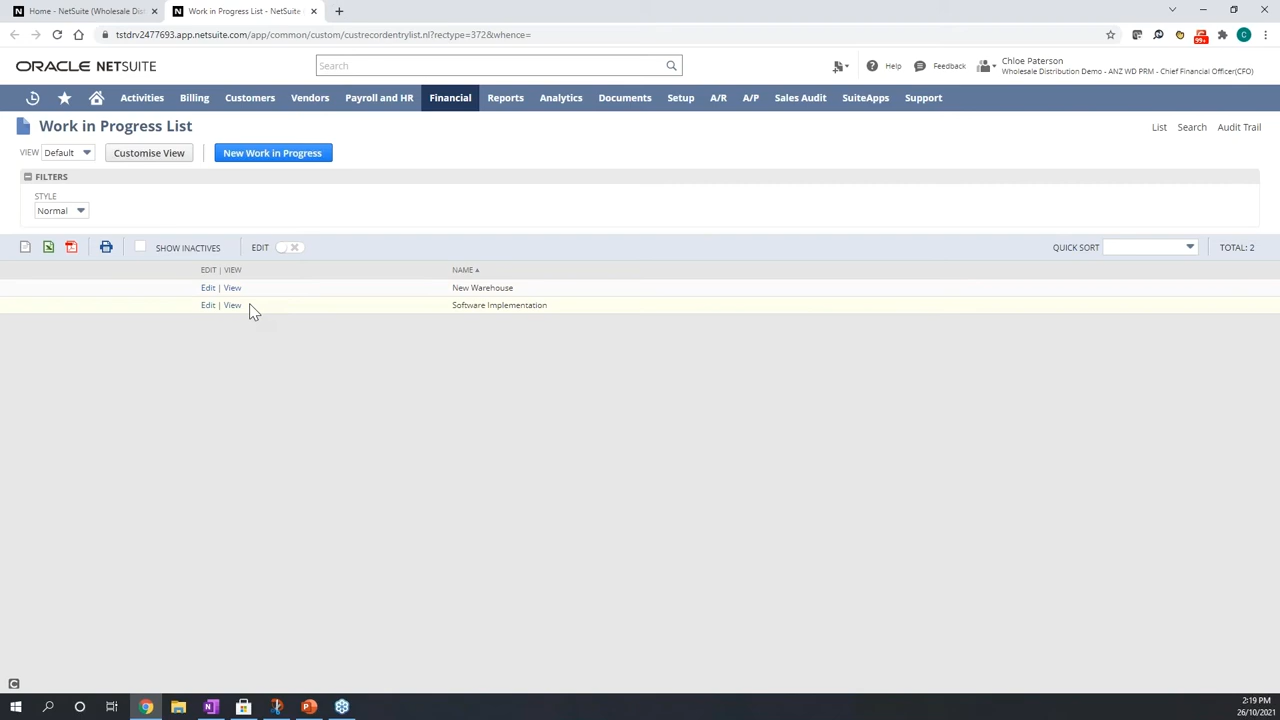 Home - NetSuite (Wholesale Dis
Work in Progress List - NetSuite
tstdrv2477693.app.netsuite.com/app/common/custom/custrecordentrylist.nl?rectype=372&whence=
99+
C
ORACLE NETSUITE
Search
Help
Feedback
Chloe Paterson
Wholesale Distribution Demo - ANZ WD PRM - Chief Financial Officer(CFO)
Activities Billing Customers Vendors Payroll and HR Financial Reports Analytics Documents Setup A/R A/P Sales Audit SuiteApps Support
Work in Progress List
List Search Audit Trail
VIEW Default Customise View New Work in Progress
FILTERS
STYLE
Normal
SHOW INACTIVES EDIT QUICK SORT TOTAL: 2
EDIT | VIEW NAME
Edit | View New Warehouse
Edit | View Software Implementation
2:19 PM
26/10/2021